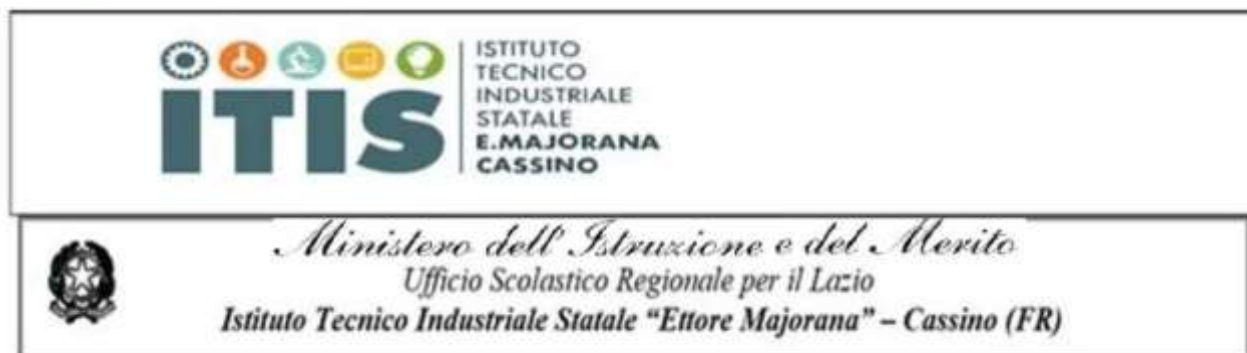 ITIS
ISTITUTO
TECNICO
INDUSTRIALE
STATALE
E.MAJORANA
CASSINO
Ministero dell' Istruzione e del Merito
Ufficio Scolastico Regionale per il Lazio
Istituto Tecnico Industriale Statale “Ettore Majorana” – Cassino (FR)